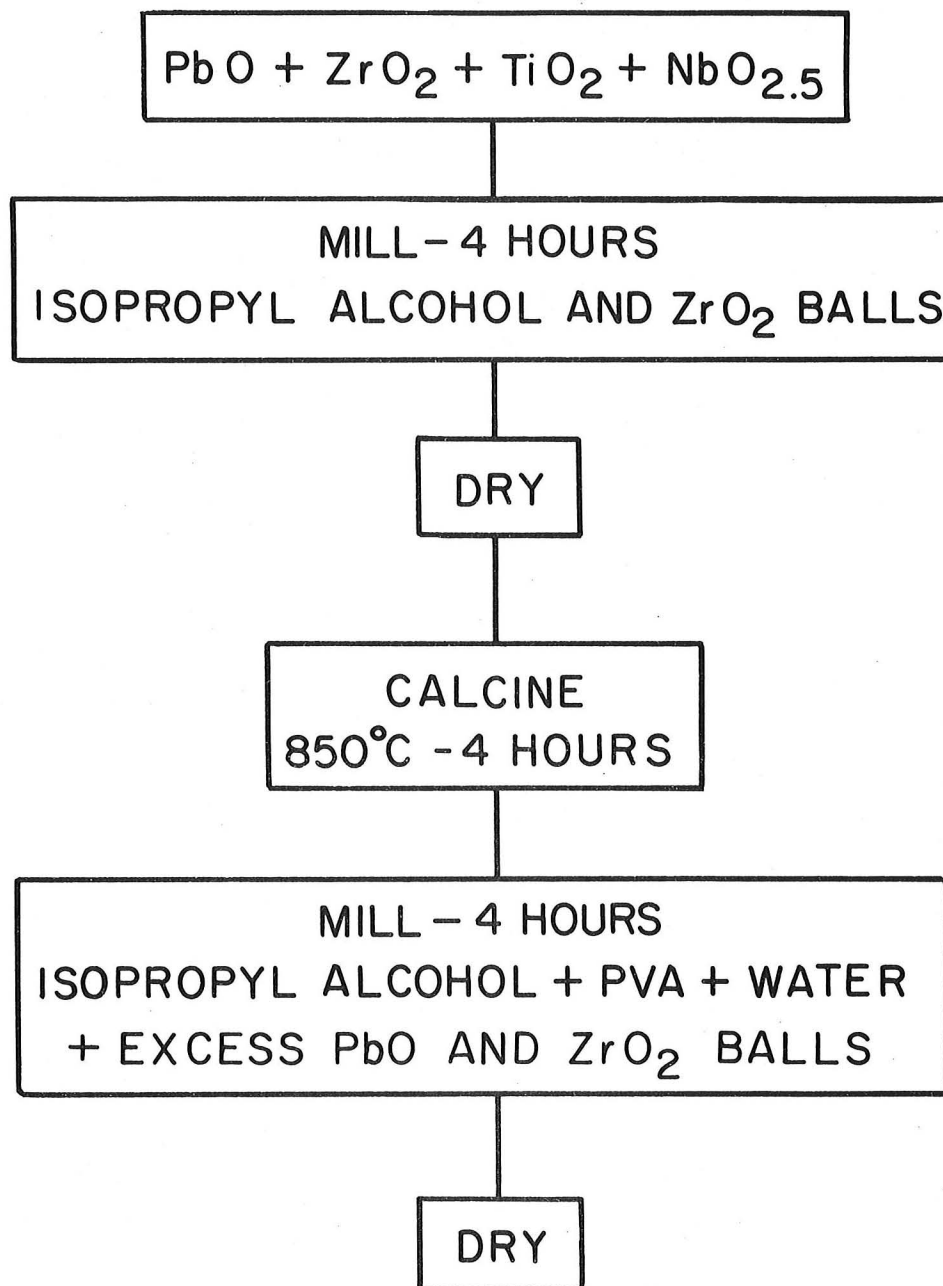 PbO + ZrO₂ + TiO₂ + NbO₂.₅
MILL – 4 HOURS
ISOPROPYL ALCOHOL AND ZrO₂ BALLS
DRY
CALCINE
850°C - 4 HOURS
MILL – 4 HOURS
ISOPROPYL ALCOHOL + PVA + WATER
+ EXCESS PbO AND ZrO₂ BALLS
DRY